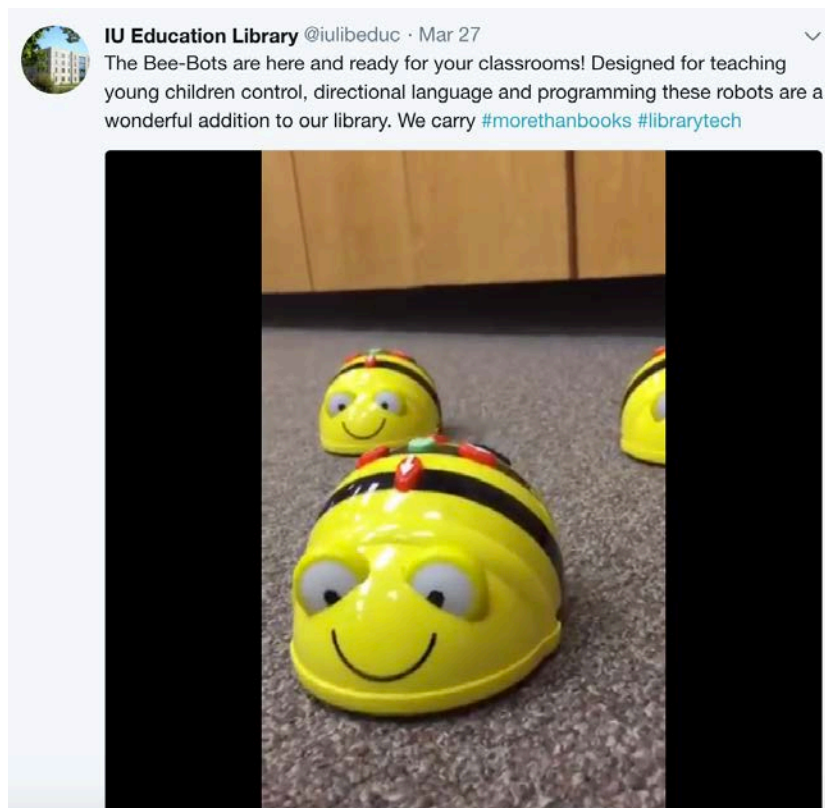 IU Education Library @iulibeduc · Mar 27
The Bee-Bots are here and ready for your classrooms! Designed for teaching
young children control, directional language and programming these robots are a
wonderful addition to our library. We carry #morethanbooks #librarytech